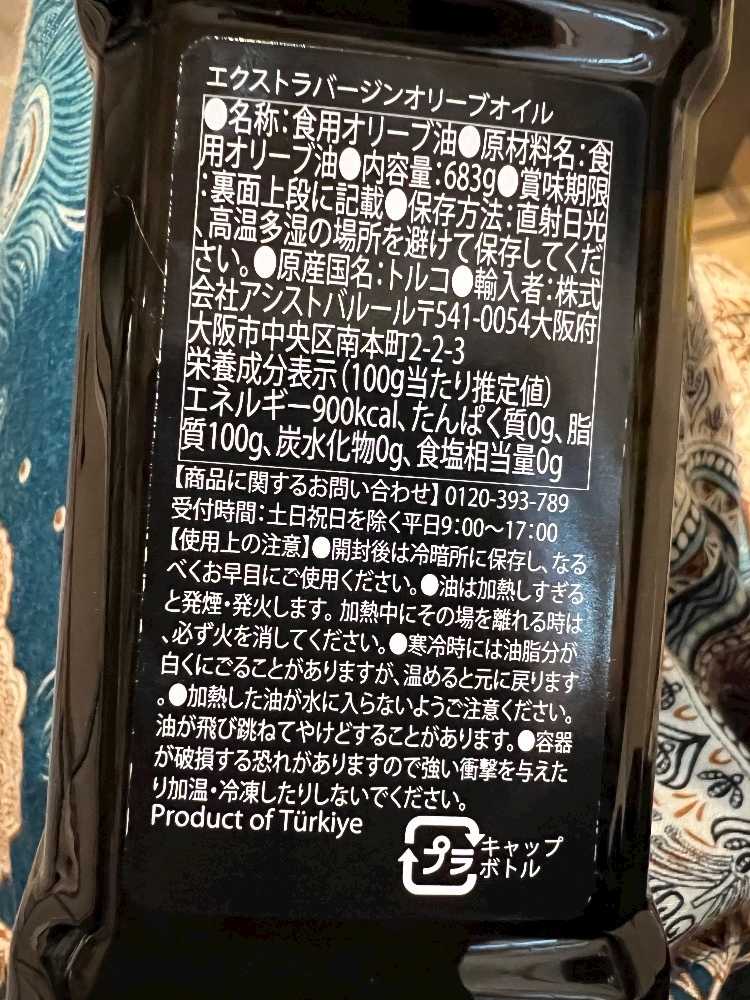 エクストラバージンオリーブオイル
●名称:食用オリーブ油●原材料名:食
用オリーブ油●内容量:683g●賞味期限
:裏面上段に記載●保存方法:直射日光
、高温多湿の場所を避けて保存してくだ
さい。●原産国名:トルコ●輸入者:株式
会社アシストバルール〒541-0054大阪府
大阪市中央区南本町2-2-3
栄養成分表示(100g当たり推定値)
エネルギー900kcal、たんぱく質0g、脂
質100g、炭水化物0g、食塩相当量0g
【商品に関するお問い合わせ】0120-393-789
受付時間:土日祝日を除く平日9:00〜17:00
【使用上の注意】●開封後は冷暗所に保存し、なる
べくお早目にご使用ください。●油は加熱しすぎる
と発煙・発火します。加熱中にその場を離れる時は
、必ず火を消してください。●寒冷時には油脂分が
白くにごることがありますが、温めると元に戻ります
。●加熱した油が水に入らないようご注意ください。
油が飛び跳ねてやけどすることがあります。●容器
が破損する恐れがありますので強い衝撃を与えた
り加温・冷凍したりしないでください。
Product of Türkiye
プラ
キャップ
ボトル